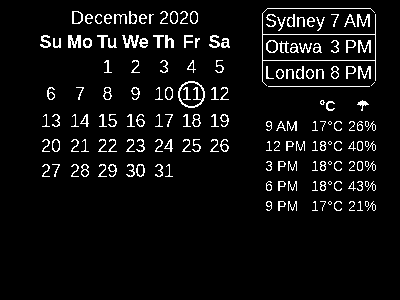 December 2020
Su Mo Tu We Th Fr Sa
1 2 3 4 5
6 7 8 9 10 11 12
13 14 15 16 17 18 19
20 21 22 23 24 25 26
27 28 29 30 31
Sydney 7 AM
Ottawa 3 PM
London 8 PM
°C ☂
9 AM 17°C 26%
12 PM 18°C 40%
3 PM 18°C 20%
6 PM 18°C 43%
9 PM 17°C 21%